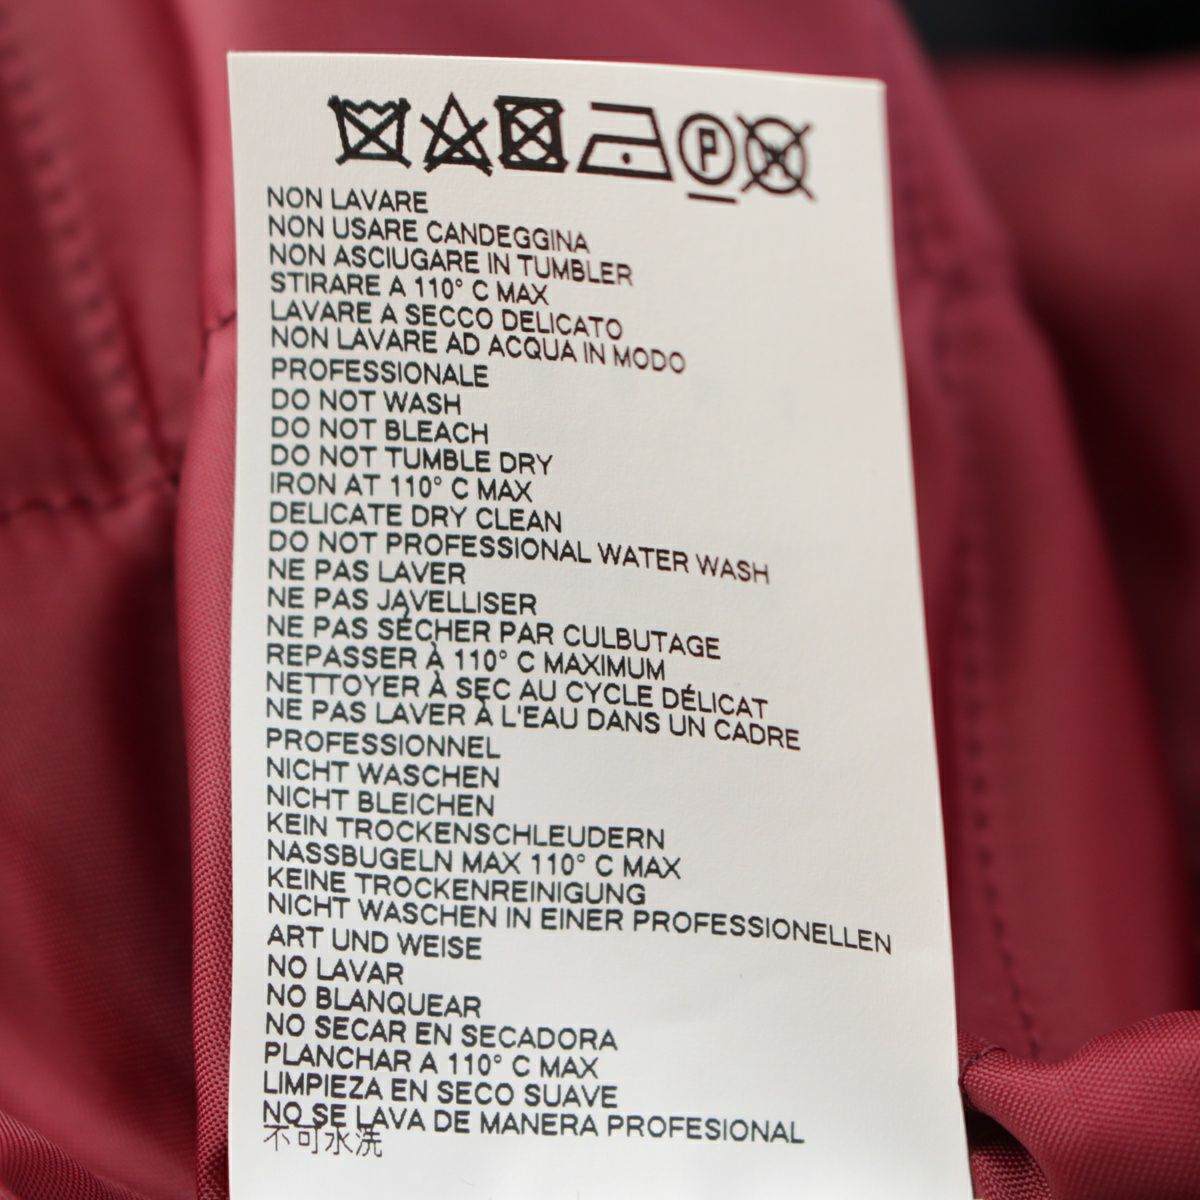 P W
NON LAVARE
NON USARE CANDEGGINA
NON ASCIUGARE IN TUMBLER
STIRARE A 110° C MAX
LAVARE A SECCO DELICATO
NON LAVARE AD ACQUA IN MODO
PROFESSIONALE
DO NOT WASH
DO NOT BLEACH
DO NOT TUMBLE DRY
IRON AT 110° C MAX
DELICATE DRY CLEAN
DO NOT PROFESSIONAL WATER WASH
NE PAS LAVER
NE PAS JAVELLISER
NE PAS SÉCHER PAR CULBUTAGE
REPASSER À 110° C MAXIMUM
NETTOYER À SEC AU CYCLE DÉLICAT
NE PAS LAVER À L'EAU DANS UN CADRE
PROFESSIONNEL
NICHT WASCHEN
NICHT BLEICHEN
KEIN TROCKENSCHLEUDERN
NASSBUGELN MAX 110° C MAX
KEINE TROCKENREINIGUNG
NICHT WASCHEN IN EINER PROFESSIONELLEN
ART UND WEISE
NO LAVAR
NO BLANQUEAR
NO SECAR EN SECADORA
PLANCHAR A 110° C MAX
LIMPIEZA EN SECO SUAVE
NO SE LAVA DE MANERA PROFESIONAL
不可水洗